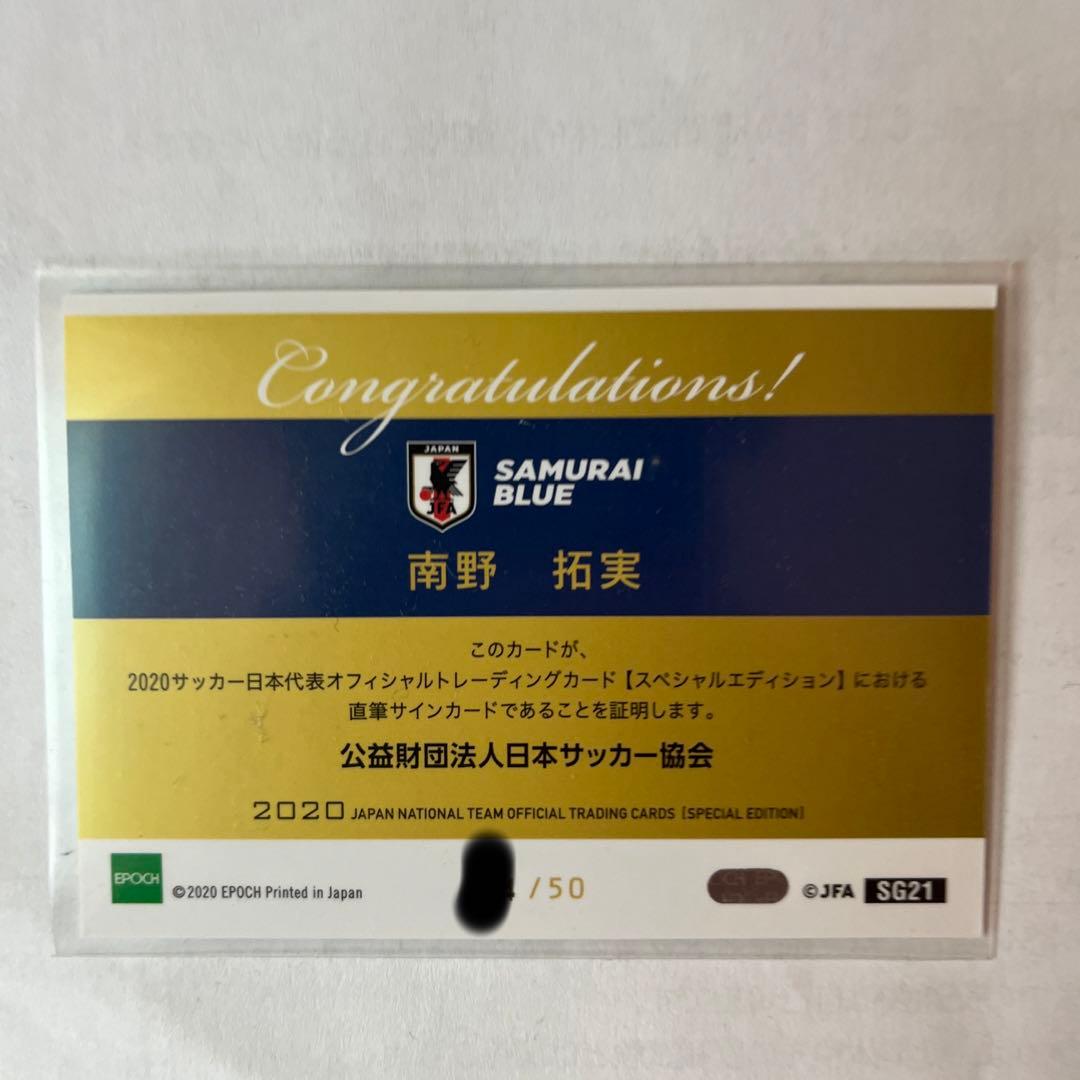 Congratulations!
JAPAN
JFA
SAMURAI
BLUE
南野 拓実
このカードが、
2020サッカー日本代表オフィシャルトレーディングカード【スペシャルエディション】における
直筆サインカードであることを証明します。
公益財団法人日本サッカー協会
2020 JAPAN NATIONAL TEAM OFFICIAL TRADING CARDS [SPECIAL EDITION]
EPOCH
©2020 EPOCH Printed in Japan
/50
©JFA
SG21